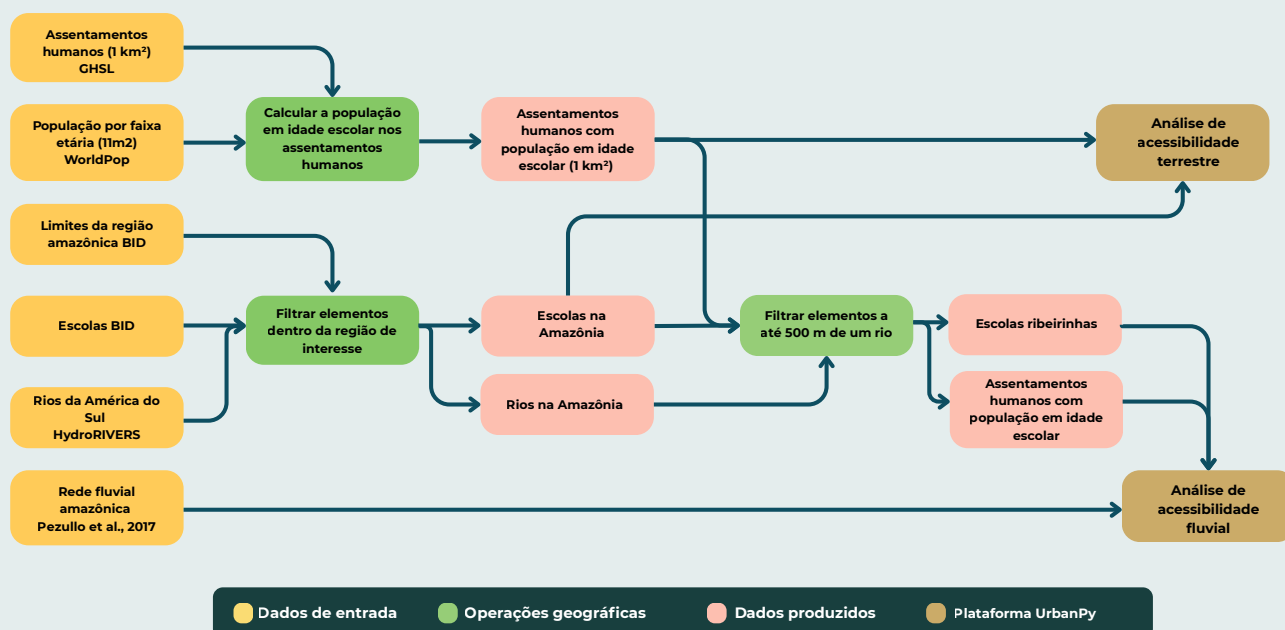 Assentamentos
humanos (1 km²)
GHSL
População por faixa
etária (11m2)
WorldPop
Calcular a população
em idade escolar nos
assentamentos
humanos
Assentamentos
humanos com
população em idade
escolar (1 km²)
Análise de
acessibilidade
terrestre
Limites da região
amazônica BID
Escolas BID
Filtrar elementos
dentro da região de
interesse
Escolas na
Amazônia
Filtrar elementos a
até 500 m de um rio
Escolas ribeirinhas
Rios da América do
Sul
HydroRIVERS
Rios na Amazônia
Assentamentos
humanos com
população em idade
escolar
Rede fluvial
amazônica
Pezullo et al., 2017
Análise de
acessibilidade
fluvial
Dados de entrada
Operações geográficas
Dados produzidos
Plataforma UrbanPy